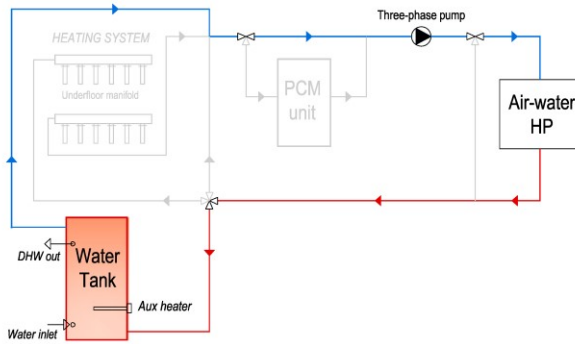 Three-phase pump
HEATING SYSTEM
Underfloor manifold
PCM
unit
Air-water
HP
DHW out
Water
Tank
Aux heater
Water inlet